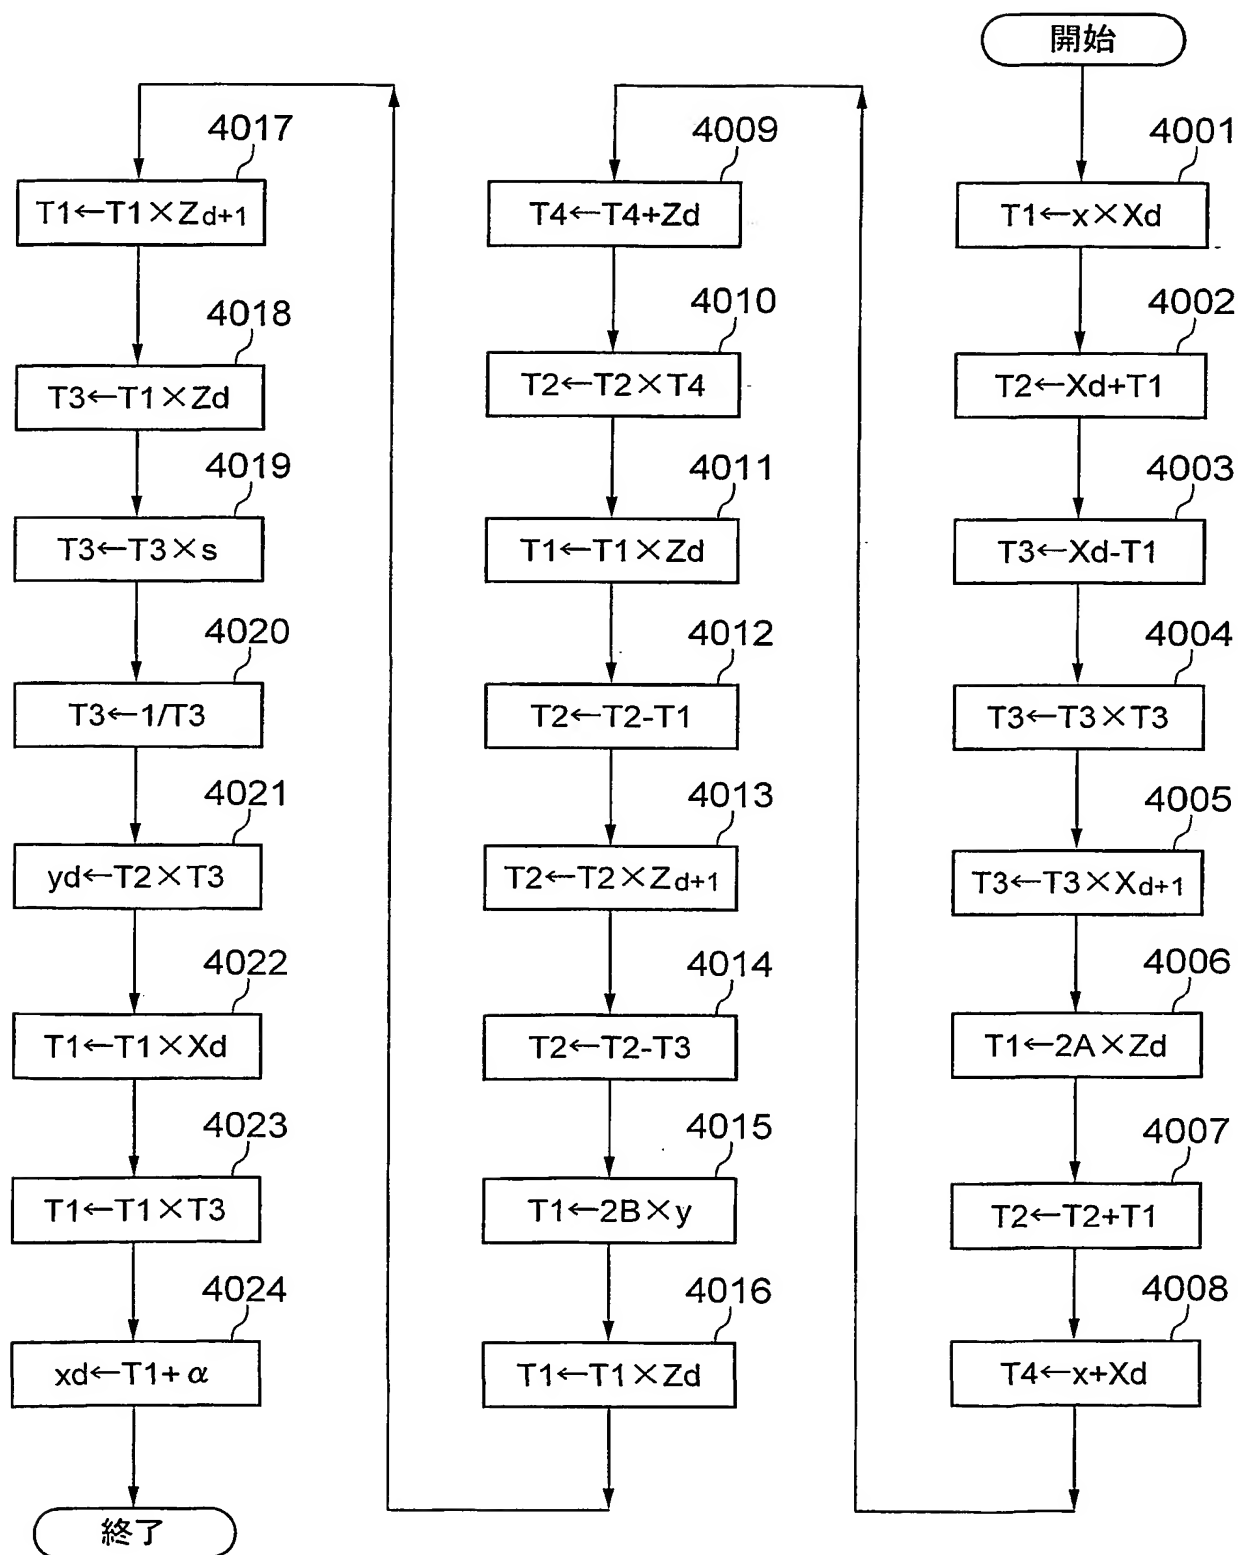 開始
4001
T1←x×Xd
4002
T2←Xd+T1
4003
T3←Xd-T1
4004
T3←T3×T3
4005
T3←T3×Xd+1
4006
T1←2A×Zd
4007
T2←T2+T1
4008
T4←x+Xd
4009
T4←T4+Zd
4010
T2←T2×T4
4011
T1←T1×Zd
4012
T2←T2-T1
4013
T2←T2×Zd+1
4014
T2←T2-T3
4015
T1←2B×y
4016
T1←T1×Zd
4017
T1←T1×Zd+1
4018
T3←T1×Zd
4019
T3←T3×s
4020
T3←1/T3
4021
yd←T2×T3
4022
T1←T1×Xd
4023
T1←T1×T3
4024
xd←T1+α
終了